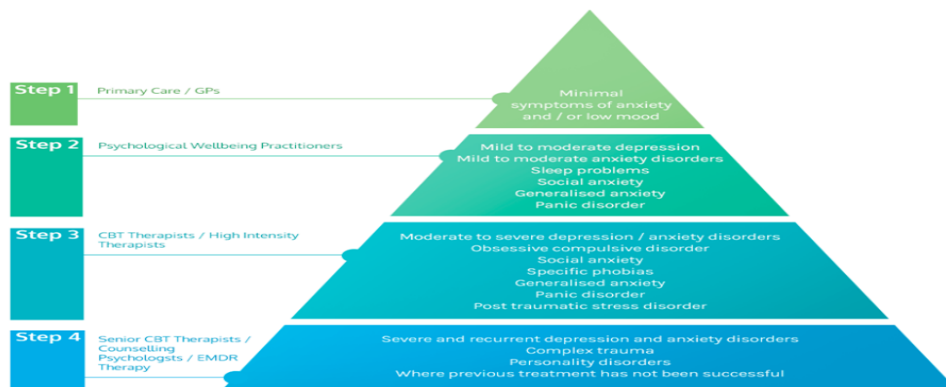 Step 1
Primary Care / GPs
Minimal
symptoms of anxiety
and / or low mood
Step 2
Psychological Wellbeing Practitioners
Mild to moderate depression
Mild to moderate anxiety disorders
Sleep problems
Social anxiety
Generalised anxiety
Panic disorder
Step 3
CBT Therapists / High Intensity
Therapists
Moderate to severe depression / anxiety disorders
Obsessive compulsive disorder
Social anxiety
Specific phobias
Generalised anxiety
Panic disorder
Post traumatic stress disorder
Step 4
Senior CBT Therapists /
Counselling
Psychologsts / EMDR
Therapy
Severe and recurrent depression and anxiety disorders
Complex trauma
Personality disorders
Where previous treatment has not been successful